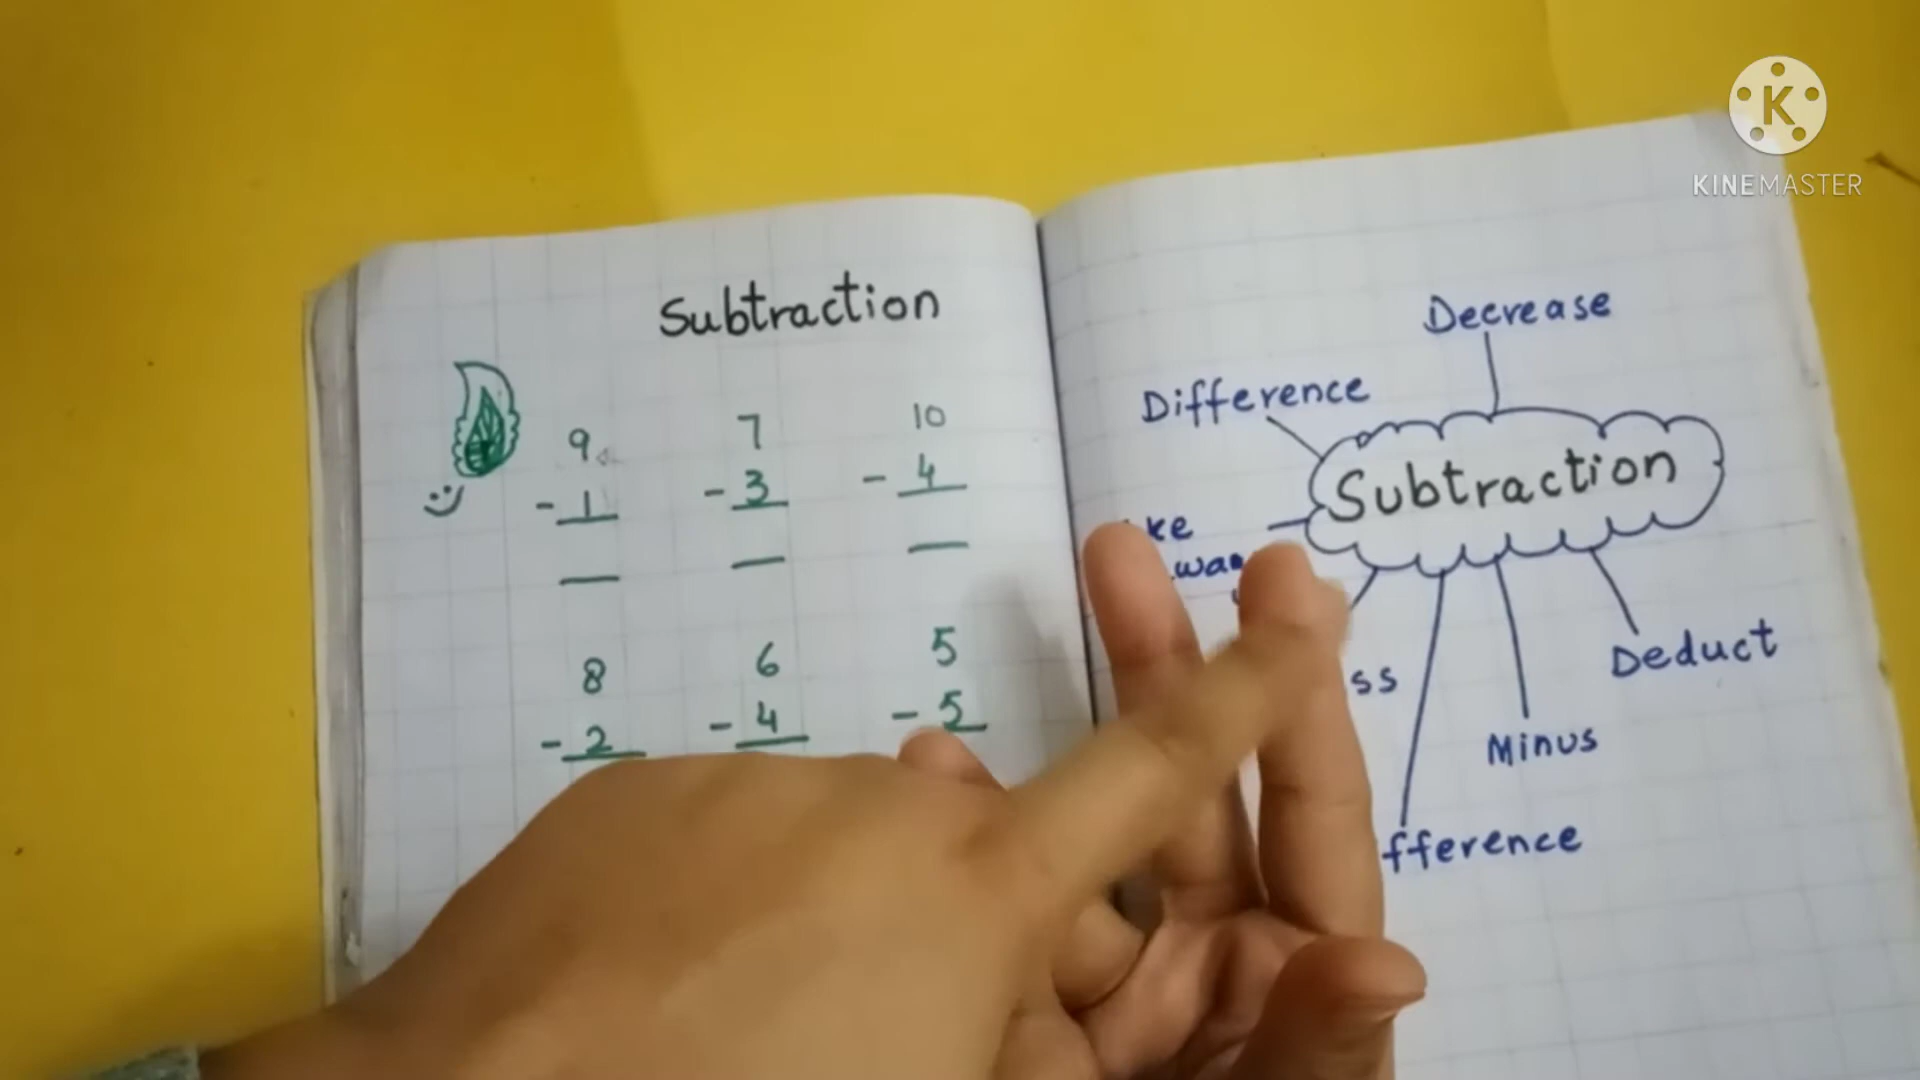 KINEMASTER
Subtraction
9 7 10
- 1 - 3 - 4
8 6 5
- 2 - 4 - 5
Decrease
Difference
Subtraction
Deduct
Minus